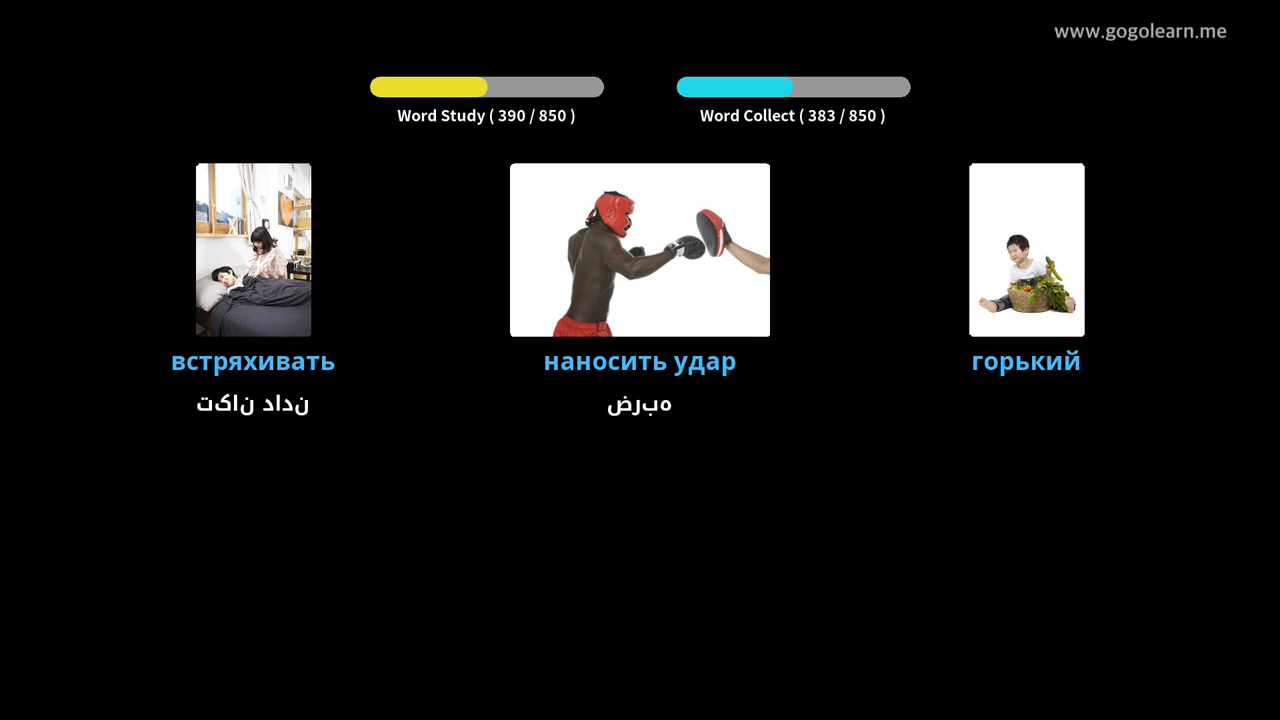 www.gogolearn.me
Word Study ( 390 / 850 )
Word Collect ( 383 / 850 )
встряхивать
наносить удар
горький
تکان دادن
ضربه